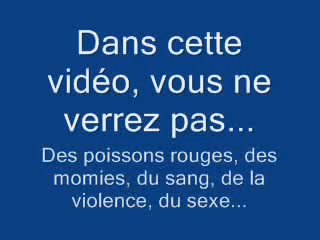 Dans cette
vidéo, vous ne
verrez pas...
Des poissons rouges, des
momies, du sang, de la
violence, du sexe...